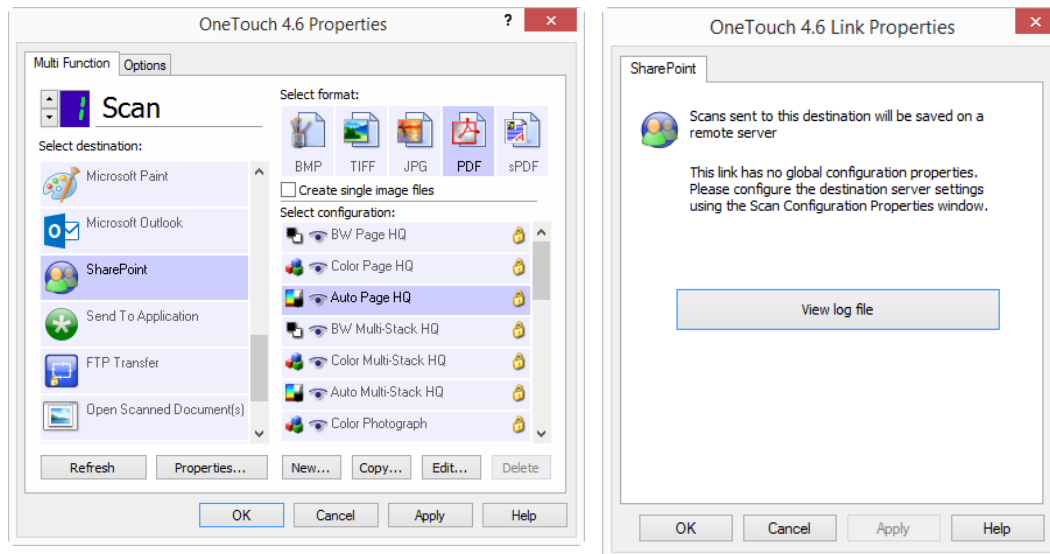 OneTouch 4.6 Properties
?
Multi Function
Options
1 Scan
Select destination:
Microsoft Paint
Microsoft Outlook
SharePoint
Send To Application
FTP Transfer
Open Scanned Document(s)
Refresh
Properties...
Select format:
BMP
TIFF
JPG
PDF
sPDF
Create single image files
Select configuration:
BW Page HQ
Color Page HQ
Auto Page HQ
BW Multi-Stack HQ
Color Multi-Stack HQ
Auto Multi-Stack HQ
Color Photograph
New...
Copy...
Edit...
Delete
OK
Cancel
Apply
Help
OneTouch 4.6 Link Properties
SharePoint
Scans sent to this destination will be saved on a
remote server
This link has no global configuration properties.
Please configure the destination server settings
using the Scan Configuration Properties window.
View log file
OK
Cancel
Apply
Help